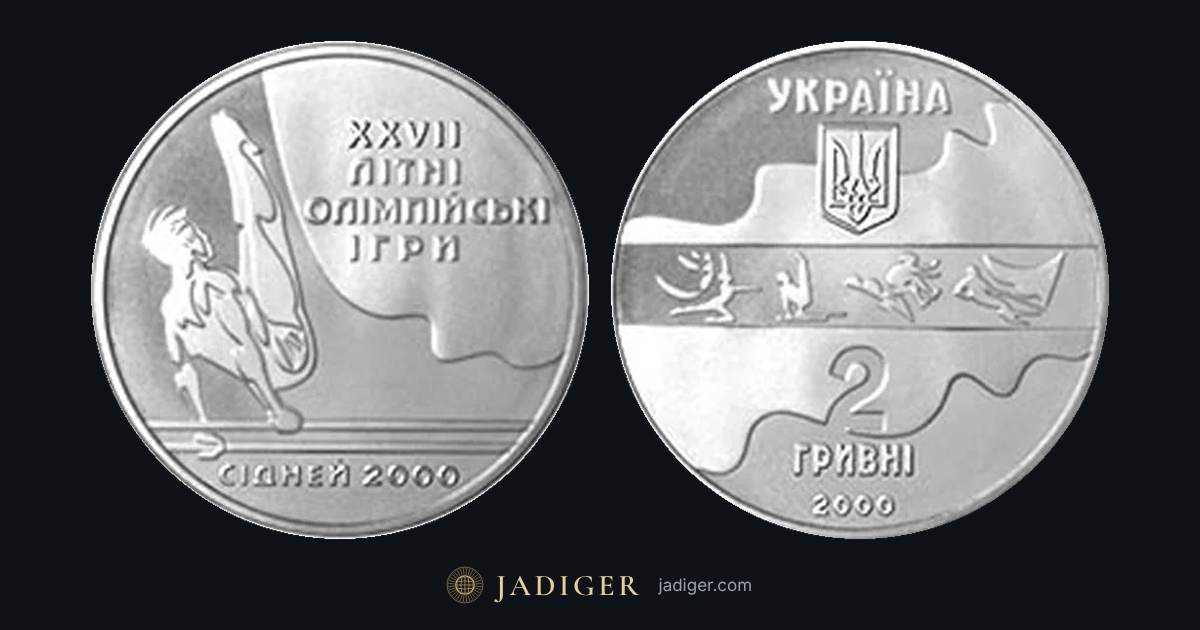 XXVII
ЛІТНІ
ОЛІМПІЙСЬКІ
ІГРИ
СІДНЕЙ 2000
УКРАЇНА
2
ГРИВНІ
2000
JADIGER jadiger.com